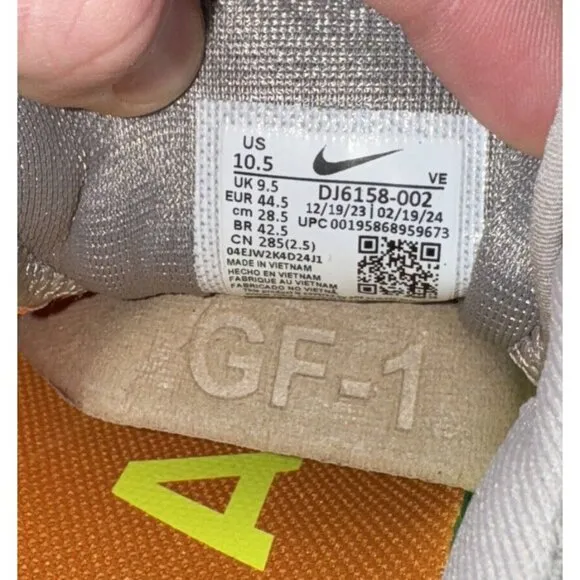 US
10.5
VE
UK 9.5
EUR 44.5
cm 28.5
BR 42.5
CN 285(2.5)
DJ6158-002
12/19/23 | 02/19/24
UPC 00195868959673
04EJW2K4D24J1
MADE IN VIETNAM
HECHO EN VIETNAM
FABRIQUE AU VIETNAM
FABRICADO NO VIETNÃ
GF-1
A